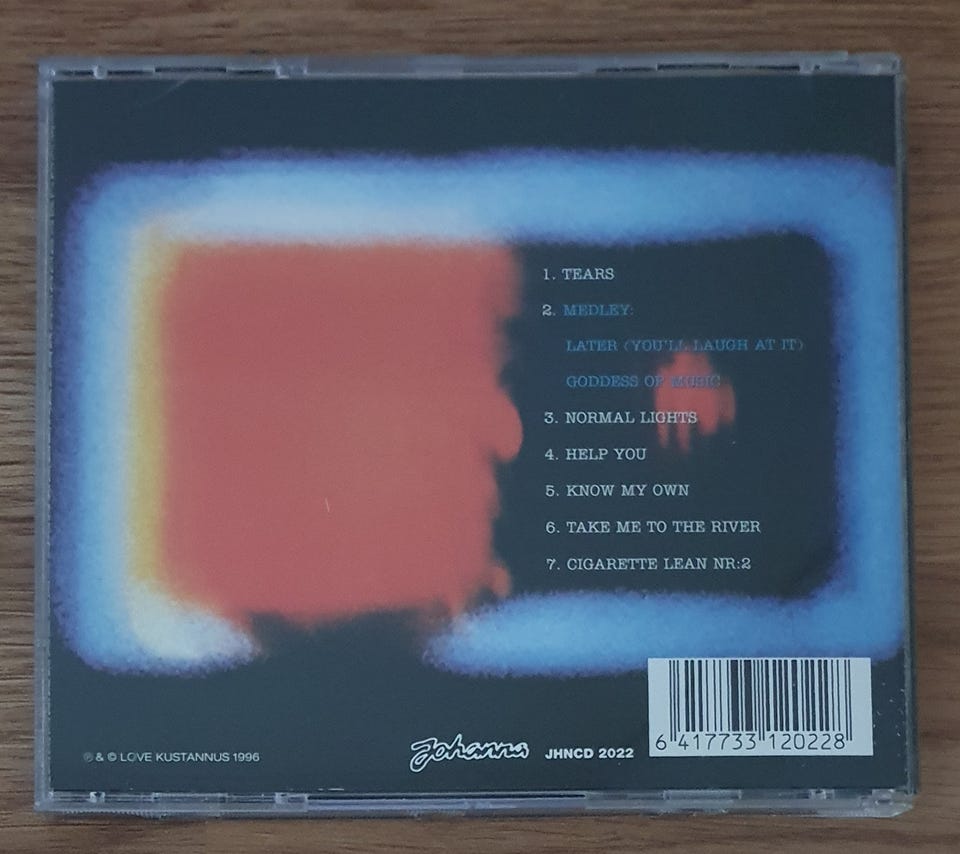 1. TEARS
2. MEDLEY:
LATER (YOU'LL LAUGH AT IT)
GODDESS OF MUSIC
3. NORMAL LIGHTS
4. HELP YOU
5. KNOW MY OWN
6. TAKE ME TO THE RIVER
7. CIGARETTE LEAN NR:2
℗ & © LOVE KUSTANNUS 1996
Johanna
JHNCD 2022
6 417733 120228